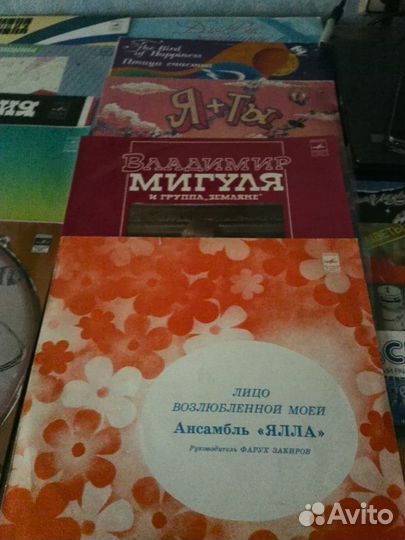 The Bird
of Happiness
Птица счастья
Я + ТЫ
ВЛАДИМИР
МИГУЛЯ
И ГРУППА „ЗЕМЛЯНЕ“
ЛИЦО
ВОЗЛЮБЛЕННОЙ МОЕЙ
Ансамбль «ЯЛЛА»
Руководитель ФАРУХ ЗАКИРОВ
Avito